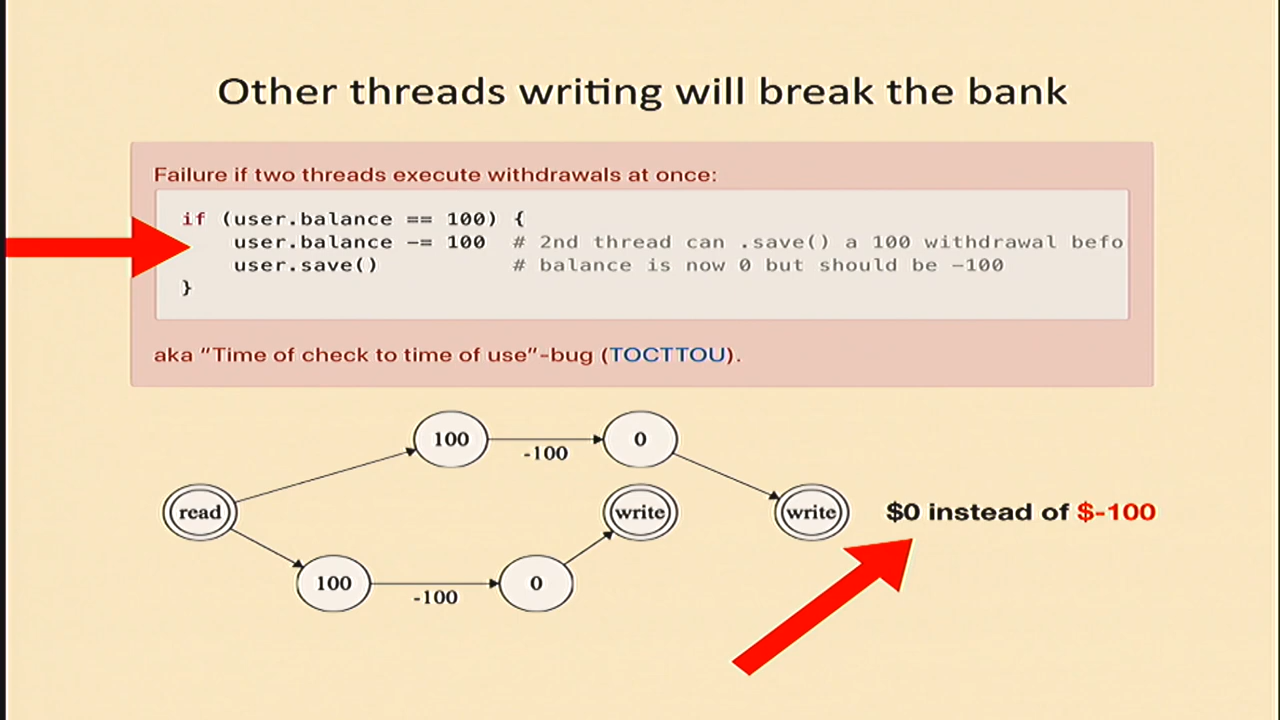 Other threads writing will break the bank
Failure if two threads execute withdrawals at once:
if (user.balance == 100) {
user.balance -= 100 # 2nd thread can .save() a 100 withdrawal befo
user.save() # balance is now 0 but should be -100
}
aka "Time of check to time of use"-bug (TOCTTOU).
100
-100
0
read
write
write
$0 instead of $-100
100
-100
0